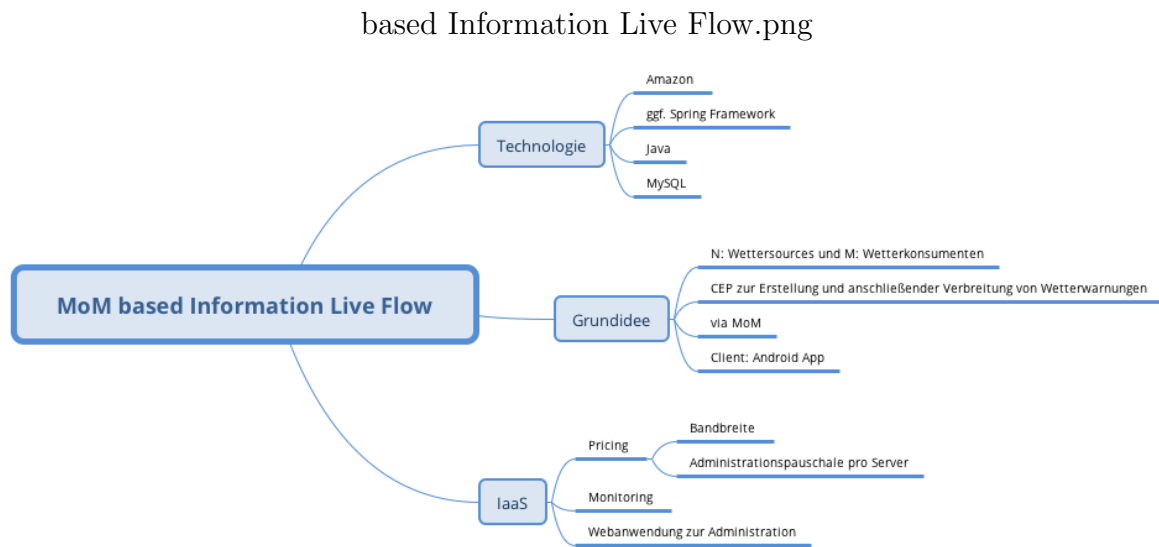 based Information Live Flow.png
MoM based Information Live Flow
Technologie
Amazon
ggf. Spring Framework
Java
MySQL
Grundidee
N: Wettersources und M: Wetterkonsumenten
CEP zur Erstellung und anschließender Verbreitung von Wetterwarnungen
via MoM
Client: Android App
IaaS
Pricing
Bandbreite
Administrationspauschale pro Server
Monitoring
Webanwendung zur Administration